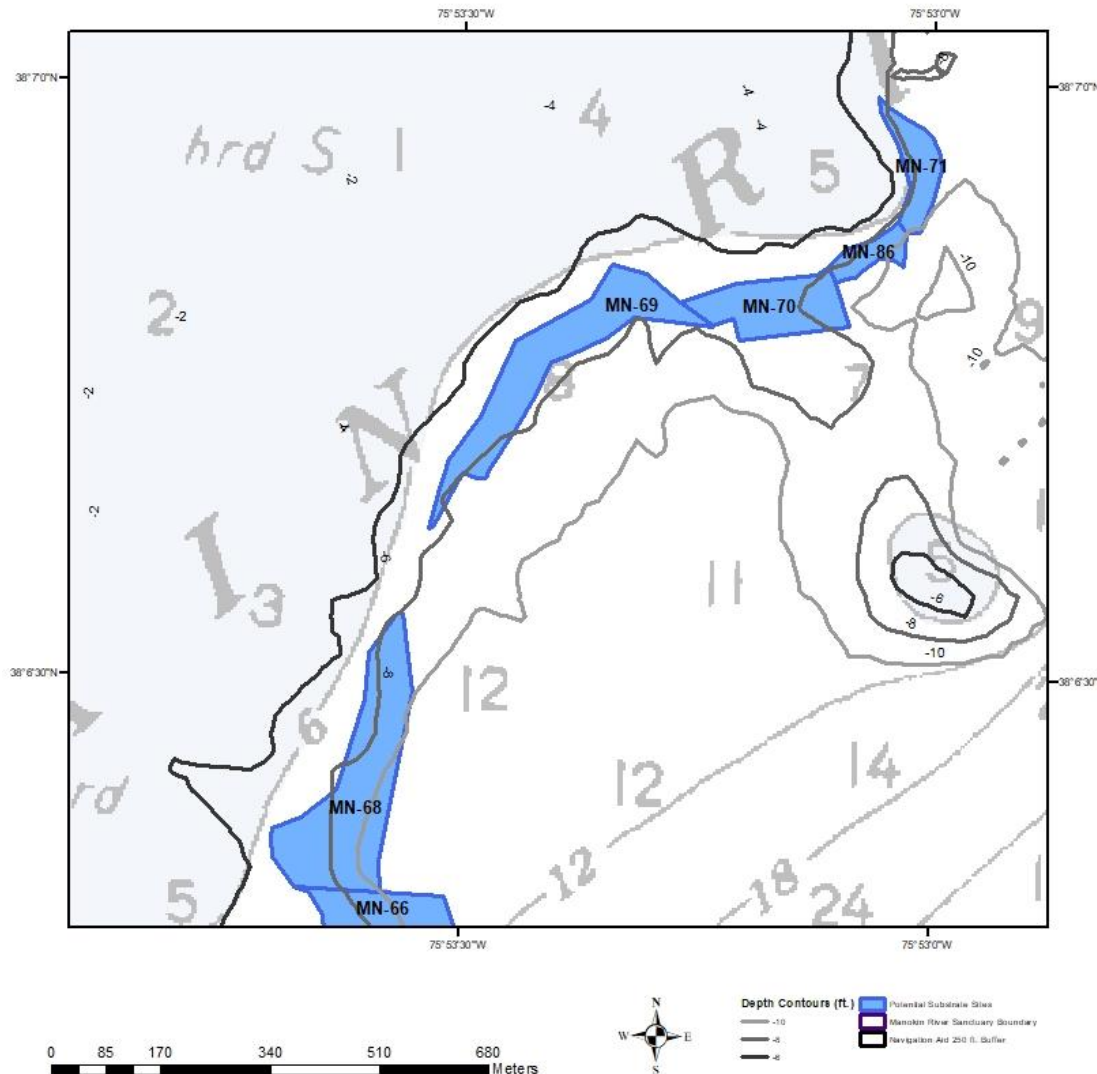 75°53'30"W 75°53'0"W
38°7'0"N 38°7'0"N
-4
-4 4
-4
hrd S 1
5
R
MN-71
-2
MN-86
-10
2 -2
MN-69
MN-70
9
-10
8
7
-2
-4
N
-2
5
-6
11
I 3
-6
-8
-10
38°6'30"N 38°6'30"N
-8
12
6
rd
12
14
MN-68
12
18
5
MN-66
24
75°53'30"W 75°53'0"W
Depth Contours (ft.)
-10
-8
-6
Potential Substrate Sites
Manokin River Sanctuary Boundary
Navigation Aid 250 ft. Buffer
N
W E
S
0 85 170 340 510 680
Meters